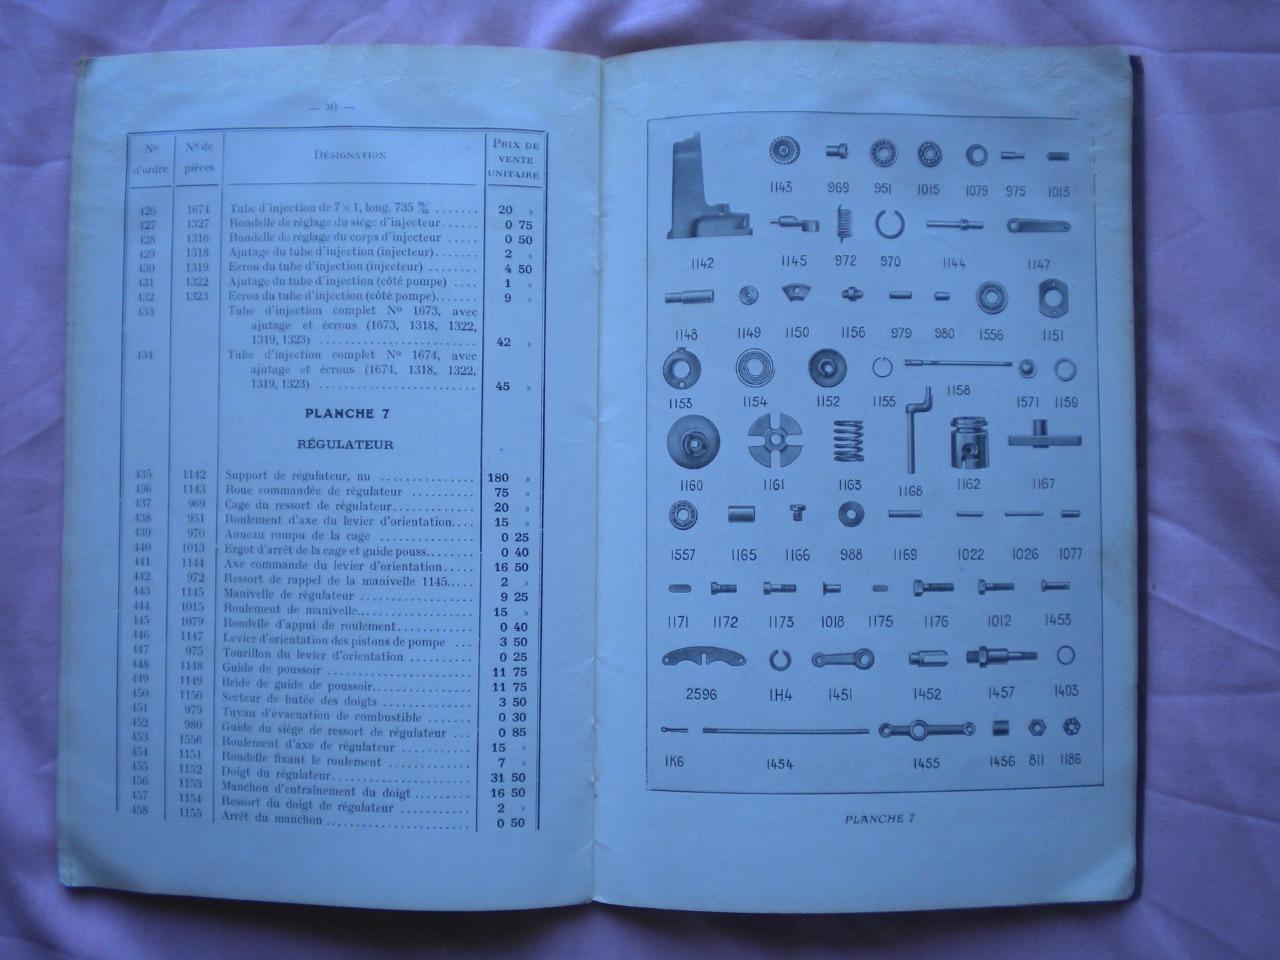 — 30 —
Nos d'ordre Nos de pièces DÉSIGNATION PRIX DE VENTE UNITAIRE
426 1674 Tube d'injection de 7 × 1, long. 735 m/m ....... 20 »
427 1327 Rondelle de réglage du siège d'injecteur...... 0 75
428 1316 Rondelle de réglage du corps d'injecteur ..... 0 50
429 1318 Ajutage du tube d'injection (injecteur)....... 2 »
430 1319 Ecrou du tube d'injection (injecteur) ........ 4 50
431 1322 Ajutage du tube d'injection (côté pompe) .... 1 »
432 1323 Ecrou du tube d'injection (côté pompe)...... 9 »
433 Tube d'injection complet No 1673, avec
ajutage et écrous (1673, 1318, 1322,
1319, 1323) ........................ 42 »
434 Tube d'injection complet No 1674, avec
ajutage et écrous (1674, 1318, 1322,
1319, 1323) ........................ 45 »
PLANCHE 7
RÉGULATEUR
435 1142 Support de régulateur, nu ............... 180 »
436 1143 Roue commandée de régulateur .......... 75 »
437 969 Cage du ressort de régulateur............. 20 »
438 951 Roulement d'axe du levier d'orientation.... 15 »
439 970 Anneau rompu de la cage ............... 0 25
440 1013 Ergot d'arrêt de la cage et guide pouss........ 0 40
441 1144 Axe commande du levier d'orientation...... 16 50
442 972 Ressort de rappel de la manivelle 1145..... 2 »
443 1145 Manivelle de régulateur .................. 9 25
444 1015 Roulement de manivelle.................. 15 »
445 1079 Rondelle d'appui de roulement............ 0 40
446 1147 Levier d'orientation des pistons de pompe ... 3 50
447 975 Tourillon du levier d'orientation .......... 0 25
448 1148 Guide de poussoir ....................... 11 75
449 1149 Bride de guide de poussoir................ 11 75
450 1150 Secteur de butée des doigts ............... 3 50
451 979 Tuyau d'évacuation de combustible ........ 0 30
452 980 Guide du siège de ressort de régulateur ... 0 85
453 1556 Roulement d'axe de régulateur ............ 15 »
454 1151 Rondelle fixant le roulement .............. 7 »
455 1152 Doigt du régulateur...................... 31 50
456 1153 Manchon d'entraînement du doigt ......... 16 50
457 1154 Ressort du doigt de régulateur ............ 2 »
458 1155 Arrêt du manchon ...................... 0 50
1143 969 951 1015 1079 975 1013
1142 1145 972 970 1144 1147
1148 1149 1150 1156 979 980 1556 1151
1153 1154 1152 1155 1158 1571 1159
1160 1161 1163 1168 1162 1167
1557 1165 1166 988 1169 1022 1026 1077
1171 1172 1173 1018 1175 1176 1012 1453
2596 I.H.4 1451 1452 1457 1403
1K6 1454 1455 1456 811 1186
PLANCHE 7